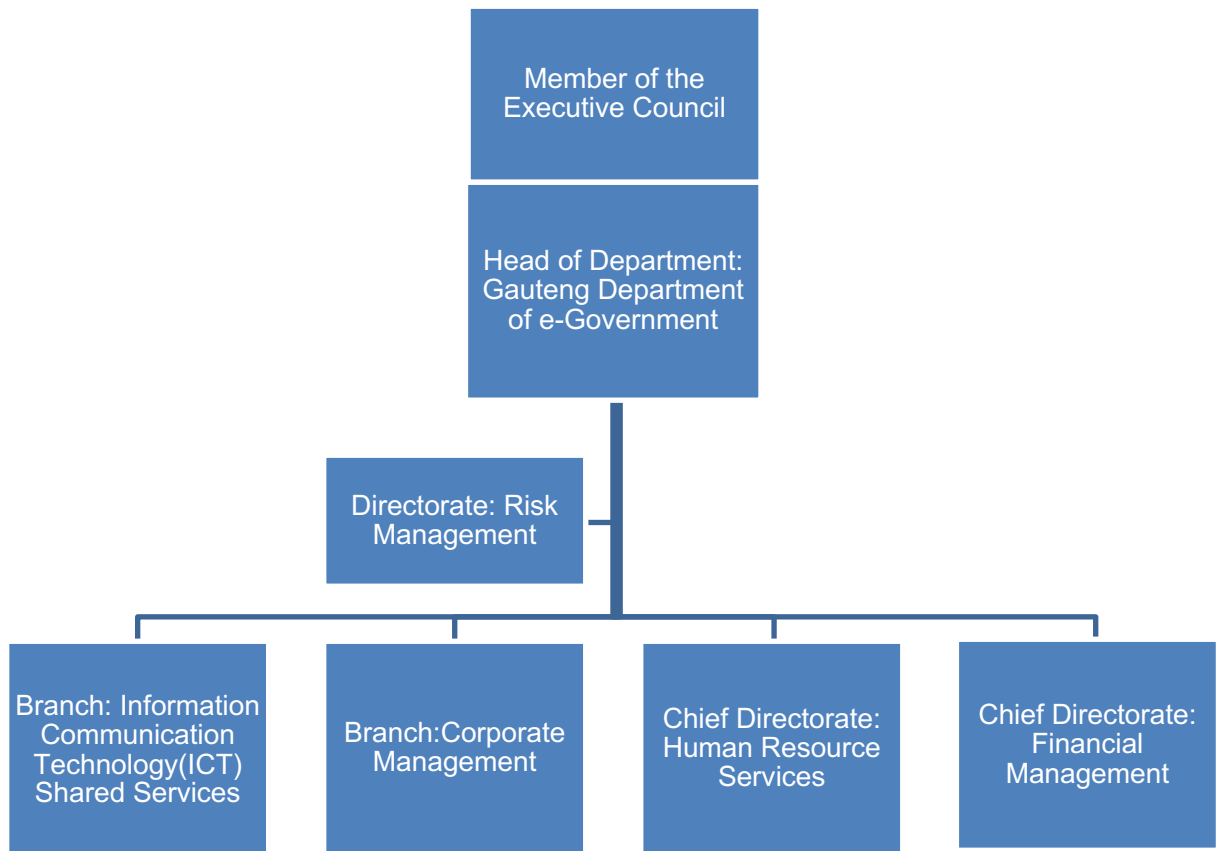 Member of the
Executive Council
Head of Department:
Gauteng Department
of e-Government
Directorate: Risk
Management
Branch: Information
Communication
Technology(ICT)
Shared Services
Branch:Corporate
Management
Chief Directorate:
Human Resource
Services
Chief Directorate:
Financial
Management